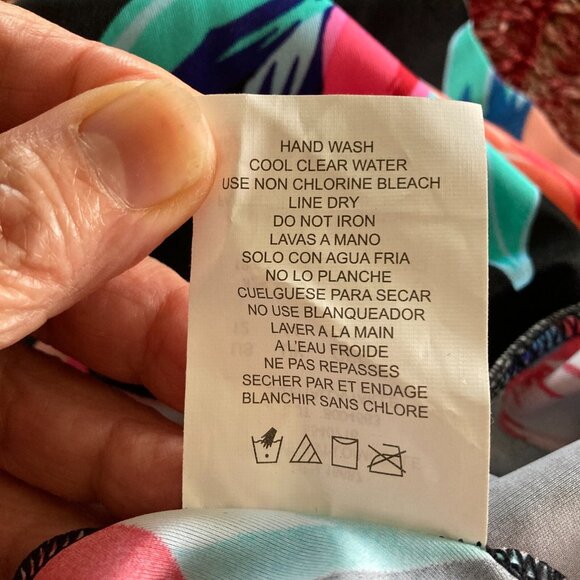 HAND WASH
COOL CLEAR WATER
USE NON CHLORINE BLEACH
LINE DRY
DO NOT IRON
LAVAS A MANO
SOLO CON AGUA FRIA
NO LO PLANCHE
CUELGUESE PARA SECAR
NO USE BLANQUEADOR
LAVER A LA MAIN
A L'EAU FROIDE
NE PAS REPASSES
SECHER PAR ET ENDAGE
BLANCHIR SANS CHLORE